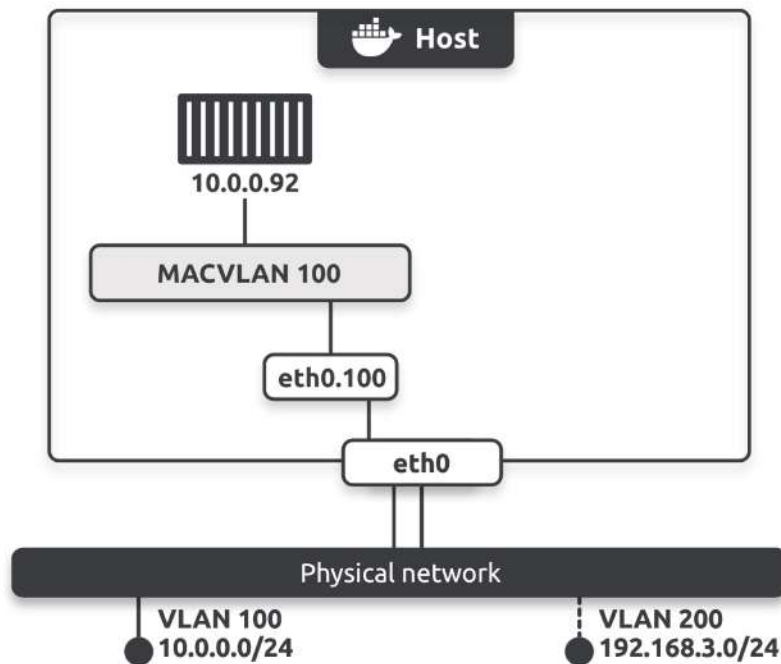 Host
10.0.0.92
MACVLAN 100
eth0.100
eth0
Physical network
VLAN 100
10.0.0.0/24
VLAN 200
192.168.3.0/24